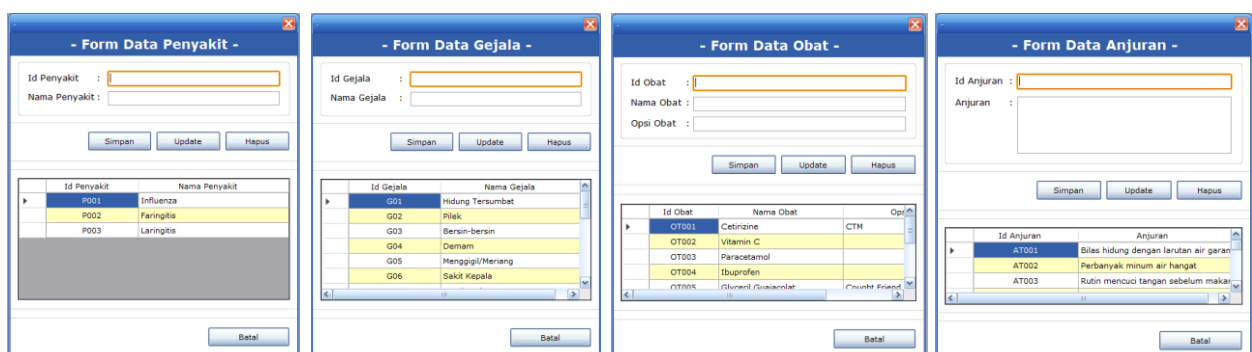 - Form Data Penyakit -
Id Penyakit :
Nama Penyakit :
Simpan Update Hapus
Id Penyakit Nama Penyakit
P001 Influenza
P002 Faringitis
P003 Laringitis
Batal
- Form Data Gejala -
Id Gejala :
Nama Gejala :
Simpan Update Hapus
Id Gejala Nama Gejala
G01 Hidung Tersumbat
G02 Pilek
G03 Bersin-bersin
G04 Demam
G05 Menggigil/Meriang
G06 Sakit Kepala
Batal
- Form Data Obat -
Id Obat :
Nama Obat :
Opsi Obat :
Simpan Update Hapus
Id Obat Nama Obat Ops
OT001 Cetirizine CTM
OT002 Vitamin C
OT003 Paracetamol
OT004 Ibuprofen
OT005 Glyceril Guaiacolat
Batal
- Form Data Anjuran -
Id Anjuran :
Anjuran :
Simpan Update Hapus
Id Anjuran Anjuran
AT001 Bilas hidung dengan larutan air garan
AT002 Perbanyak minum air hangat
AT003 Rutin mencuci tangan sebelum makan
Batal